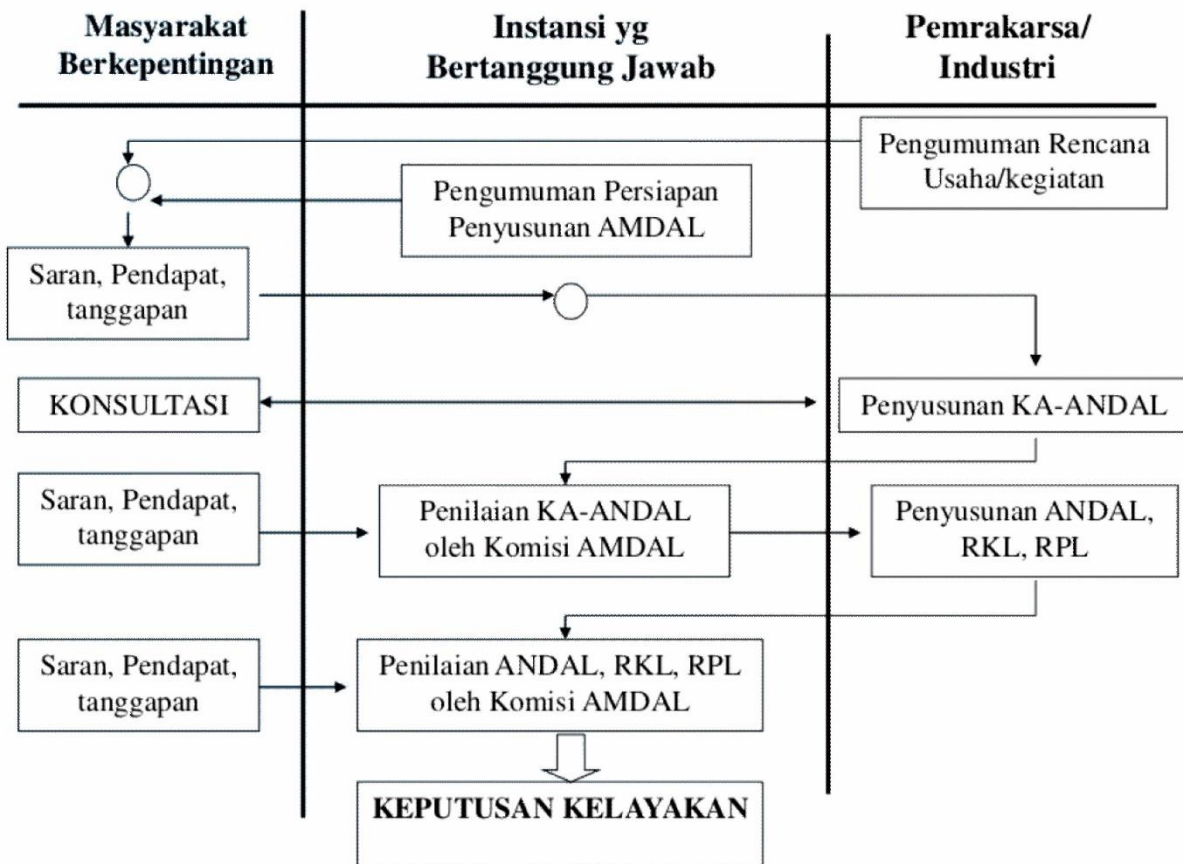 Masyarakat
Berkepentingan
Instansi yg
Bertanggung Jawab
Pemrakarsa/
Industri
Pengumuman Rencana
Usaha/kegiatan
Pengumuman Persiapan
Penyusunan AMDAL
Saran, Pendapat,
tanggapan
KONSULTASI
Penyusunan KA-ANDAL
Saran, Pendapat,
tanggapan
Penilaian KA-ANDAL
oleh Komisi AMDAL
Penyusunan ANDAL,
RKL, RPL
Saran, Pendapat,
tanggapan
Penilaian ANDAL, RKL, RPL
oleh Komisi AMDAL
KEPUTUSAN KELAYAKAN